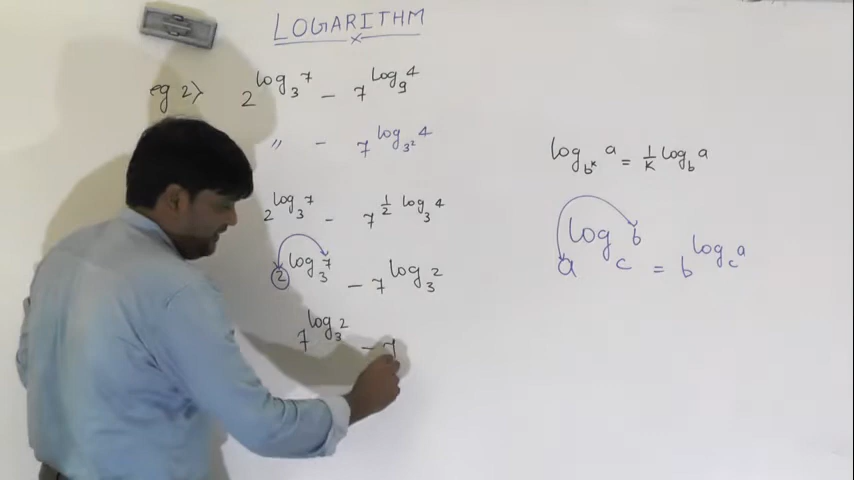 LOGARITHM
eg 2> 2^{log_3 7} - 7^{log_9 4}
" - 7^{log_{3^2} 4}
2^{log_3 7} - 7^{1/2 log_3 4}
2^{log_3 7} - 7^{log_3 2}
7^{log_3 2} - 7
log_{b^k} a = 1/k log_b a
a^{log_c b} = b^{log_c a}